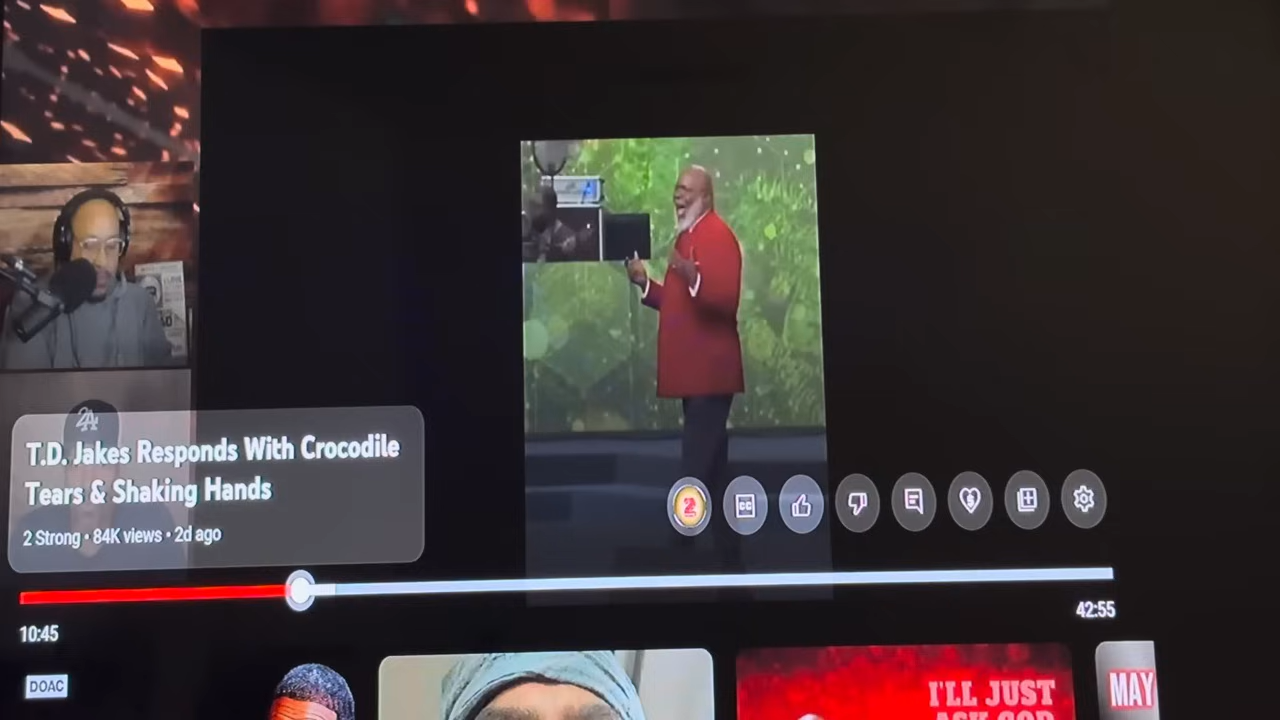 T.D. Jakes Responds With Crocodile
Tears & Shaking Hands
2 Strong • 84K views • 2d ago
CC
10:45
42:55
DOAC
I'LL JUST
ASK GOD
MAY